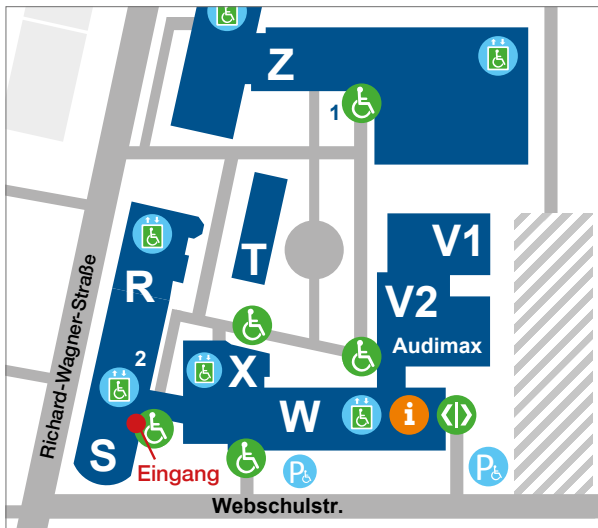 Z
1
V1
T
R
V2
Audimax
Richard-Wagner-Straße
2
X
W
i
S
Eingang
P
P
Webschulstr.